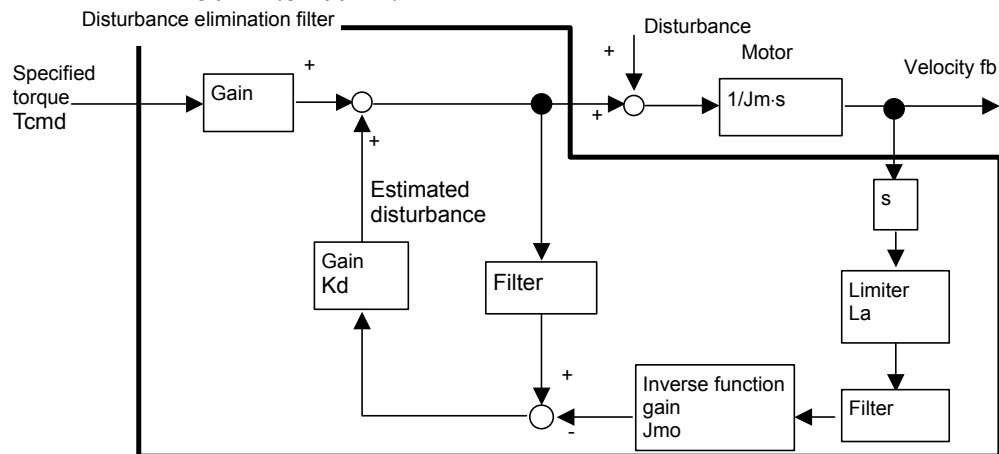 Disturbance elimination filter
Disturbance
+
Motor
Specified
torque
Tcmd
Velocity fb
Gain
+
+
1/Jm·s
+
Estimated
disturbance
s
Gain
Kd
Filter
Limiter
La
+
Inverse function
gain
Jmo
Filter
-